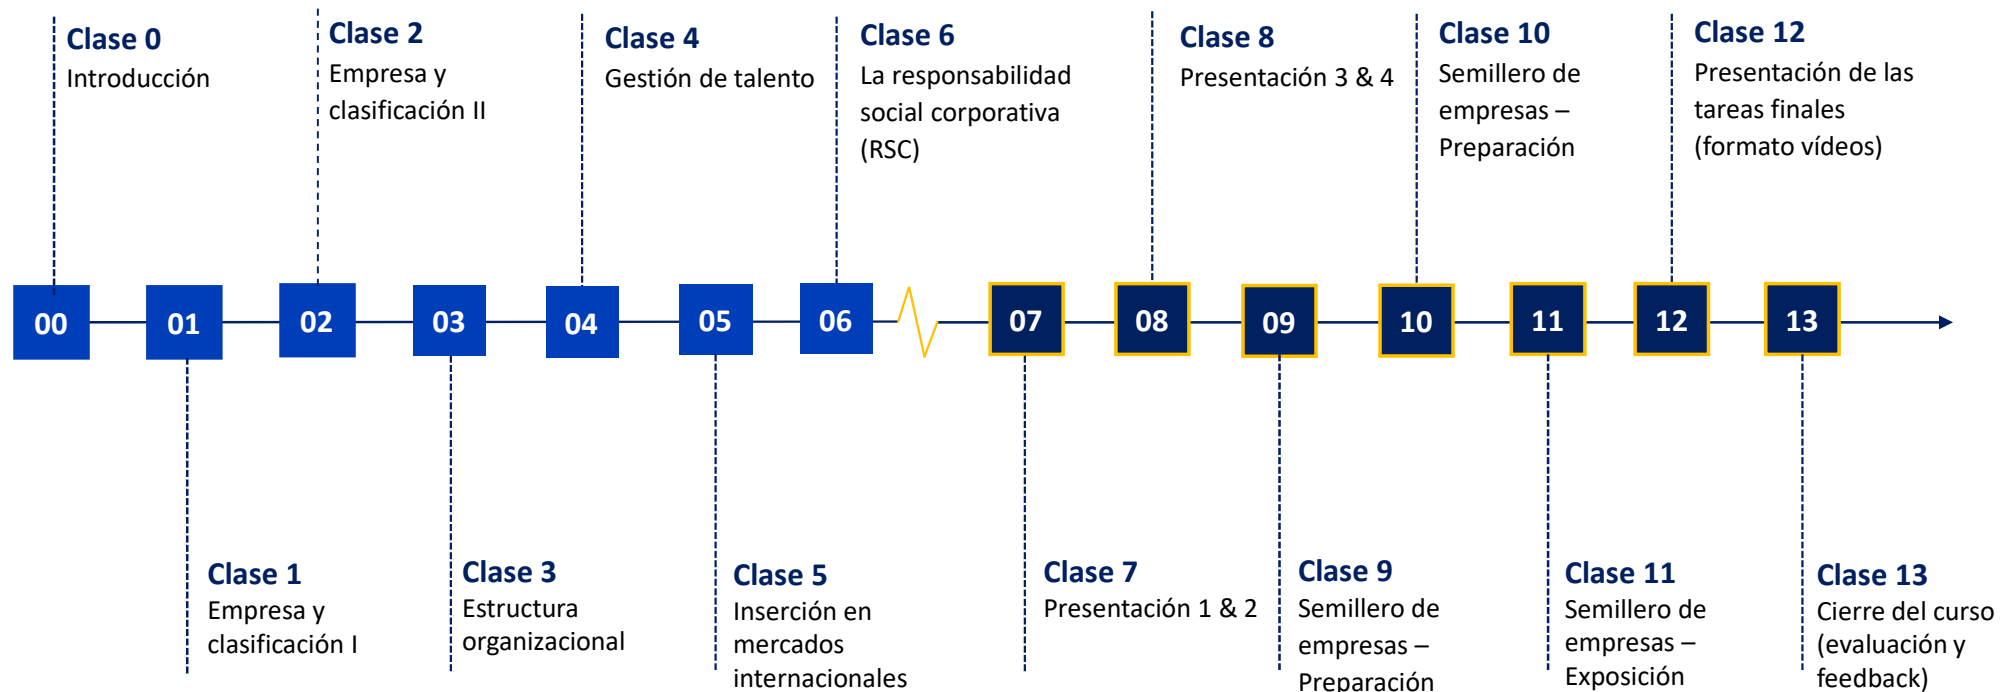 Clase 0
Introducción
Clase 2
Empresa y
clasificación II
Clase 4
Gestión de talento
Clase 6
La responsabilidad
social corporativa
(RSC)
Clase 8
Presentación 3 & 4
Clase 10
Semillero de
empresas –
Preparación
Clase 12
Presentación de las
tareas finales
(formato vídeos)
00
01
02
03
04
05
06
07
08
09
10
11
12
13
Clase 1
Empresa y
clasificación I
Clase 3
Estructura
organizacional
Clase 5
Inserción en
mercados
internacionales
Clase 7
Presentación 1 & 2
Clase 9
Semillero de
empresas –
Preparación
Clase 11
Semillero de
empresas –
Exposición
Clase 13
Cierre del curso
(evaluación y
feedback)